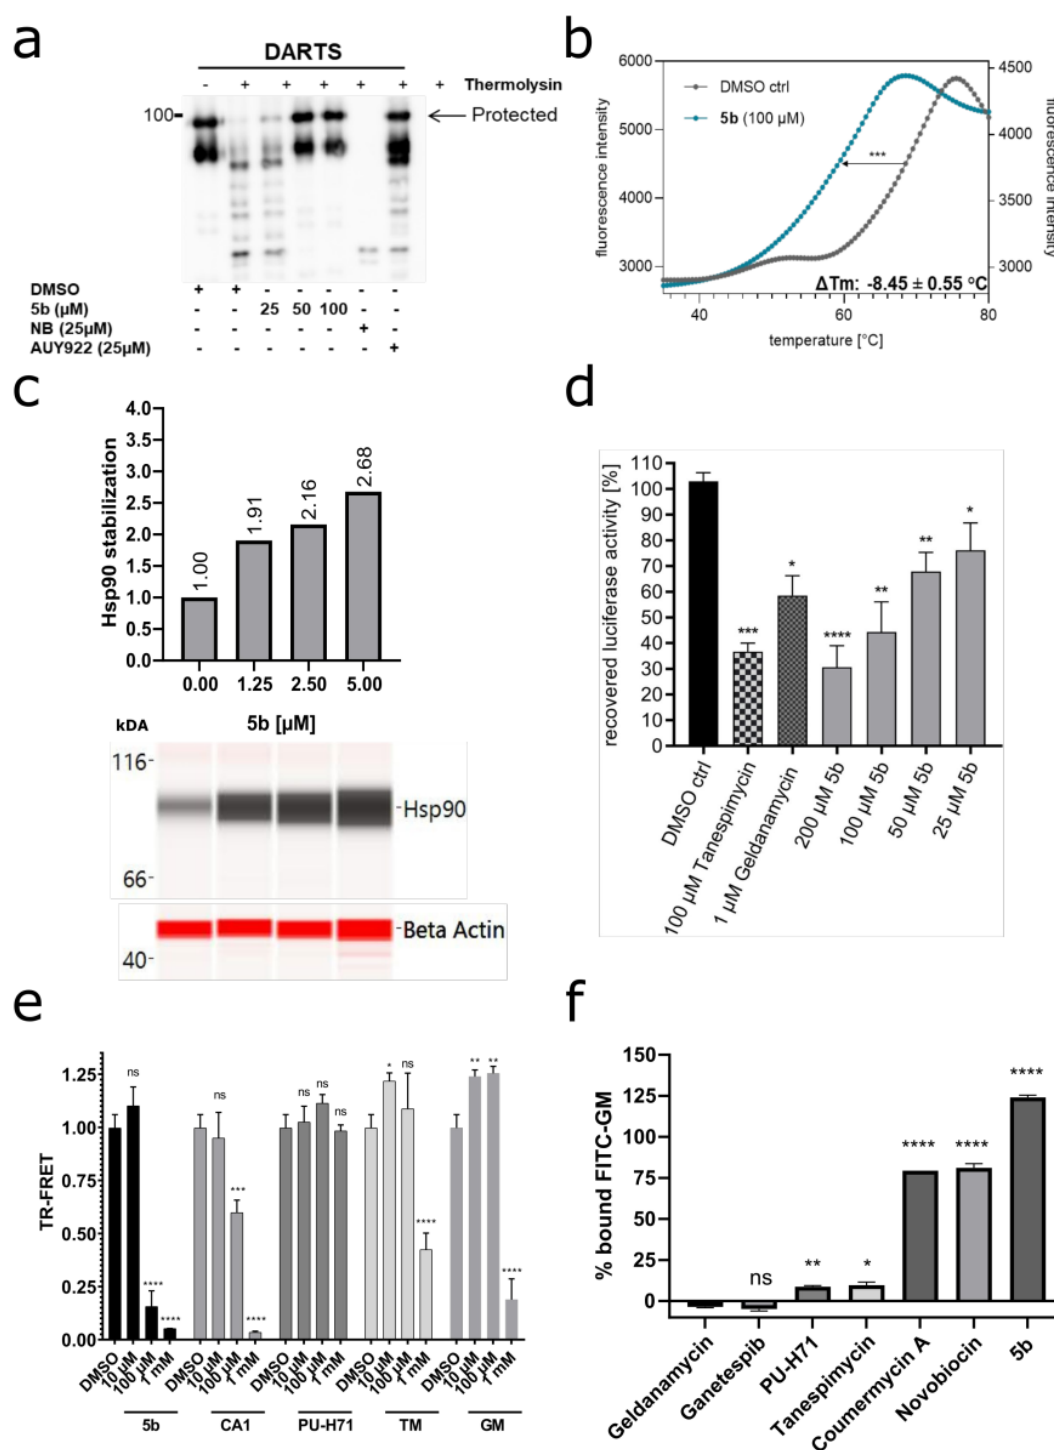 a
DARTS
- + + + + + + Thermolysin
100
Protected
DMSO + + - - - - -
5b (µM) - - 25 50 100 - -
NB (25µM) - - - - - + -
AUY922 (25µM) - - - - - - +
b
6000
5000
4000
3000
fluorescence intensity
4500
4000
3500
3000
fluorescence intensity
DMSO ctrl
5b (100 µM)
***
ΔTm: -8.45 ± 0.55 °C
40 60 80
temperature [°C]
c
Hsp90 stabilization
4.0
3.5
3.0
2.5
2.0
1.5
1.0
0.5
0.0
1.00
1.91
2.16
2.68
0.00 1.25 2.50 5.00
5b [µM]
kDA
116-
-Hsp90
66-
-Beta Actin
40-
d
recovered luciferase activity [%]
110
100
90
80
70
60
50
40
30
20
10
0
***
*
****
**
**
*
DMSO ctrl
100 µM Tanespimycin
1 µM Geldanamycin
200 µM 5b
100 µM 5b
50 µM 5b
25 µM 5b
e
TR-FRET
1.25
1.00
0.75
0.50
0.25
0.00
ns **** ****
ns *** ****
ns ns ns
* ns ****
** ** ****
DMSO 10 µM 100 µM 1 mM
DMSO 10 µM 100 µM 1 mM
DMSO 10 µM 100 µM 1 mM
DMSO 10 µM 100 µM 1 mM
DMSO 10 µM 100 µM 1 mM
5b CA1 PU-H71 TM GM
f
% bound FITC-GM
150
125
100
75
50
25
0
ns
**
*
****
****
****
Geldanamycin
Ganetespib
PU-H71
Tanespimycin
Coumermycin A
Novobiocin
5b